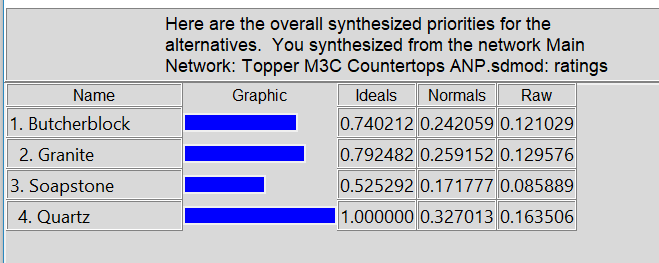 Here are the overall synthesized priorities for the
alternatives. You synthesized from the network Main
Network: Topper M3C Countertops ANP.sdmod: ratings
Name Graphic Ideals Normals Raw
1. Butcherblock 0.740212 0.242059 0.121029
2. Granite 0.792482 0.259152 0.129576
3. Soapstone 0.525292 0.171777 0.085889
4. Quartz 1.000000 0.327013 0.163506